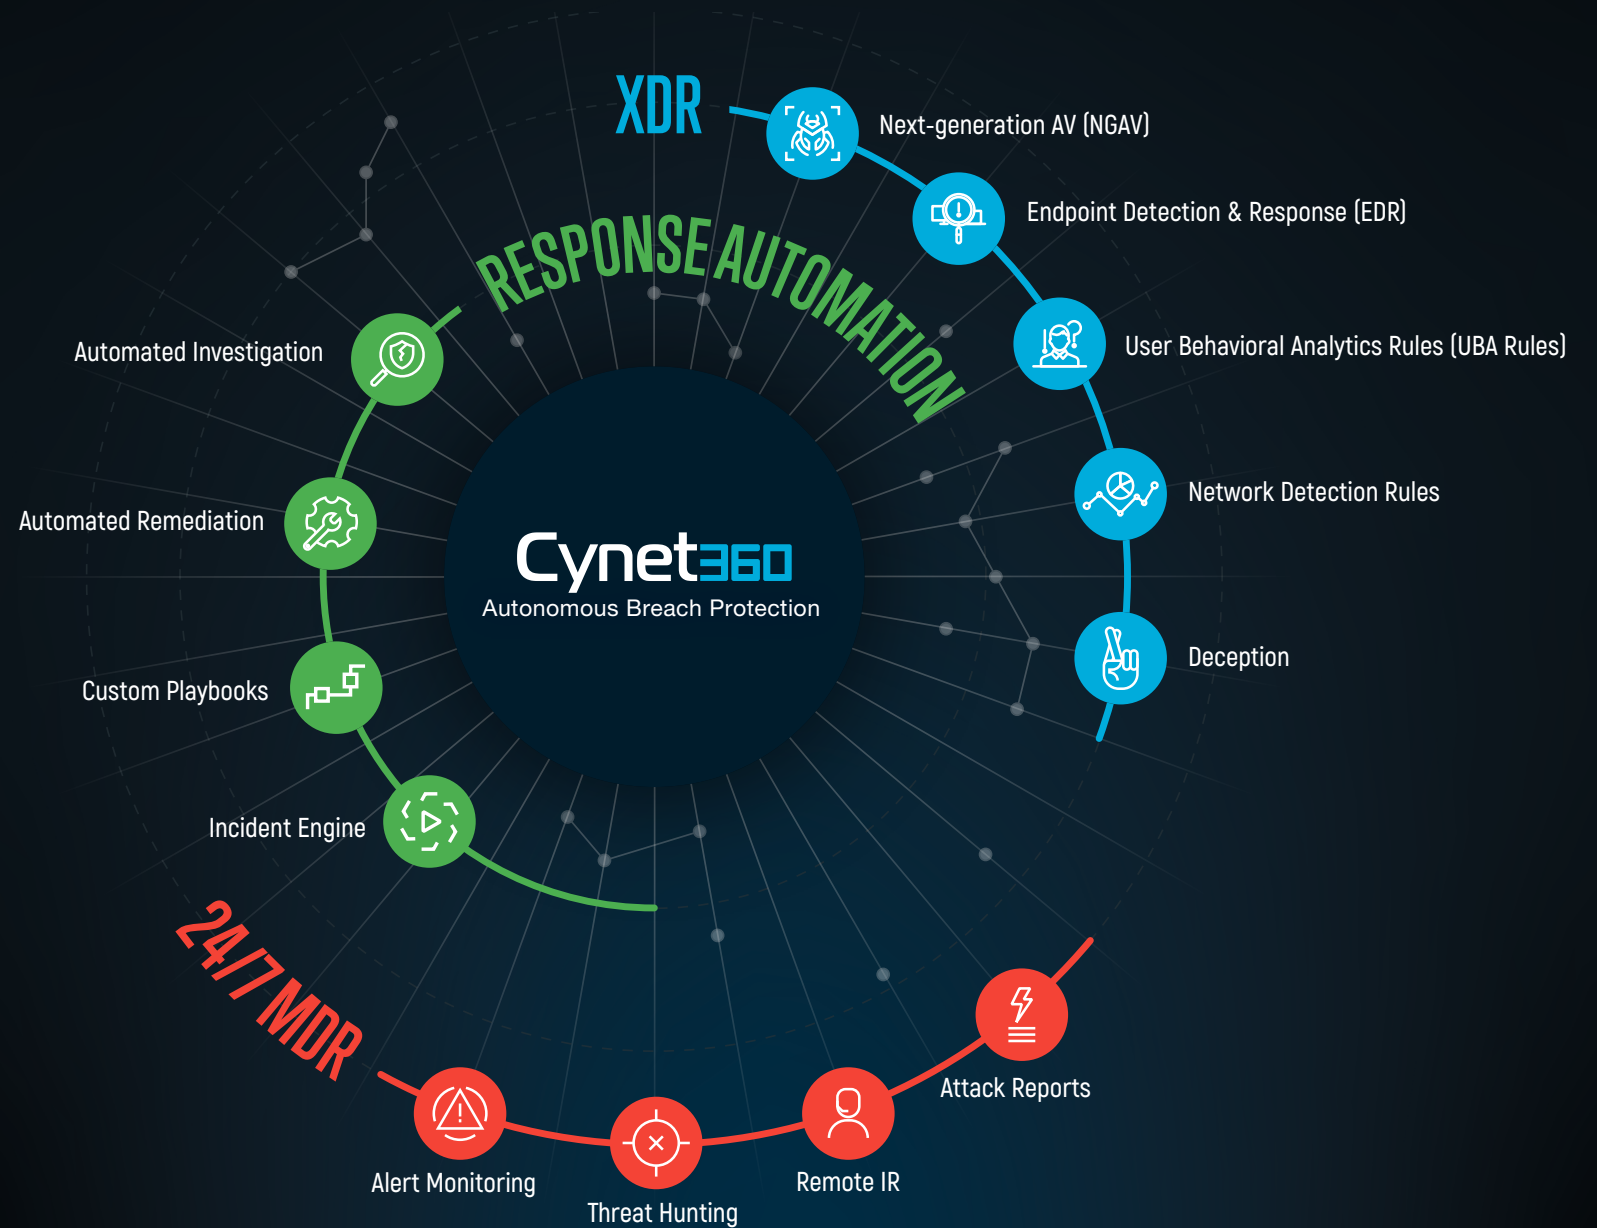 XDR
Next-generation AV (NGAV)
Endpoint Detection & Response (EDR)
User Behavioral Analytics Rules (UBA Rules)
Network Detection Rules
Deception
RESPONSE AUTOMATION
Automated Investigation
Automated Remediation
Custom Playbooks
Incident Engine
Cynet360
Autonomous Breach Protection
24/7 MDR
Alert Monitoring
Threat Hunting
Remote IR
Attack Reports